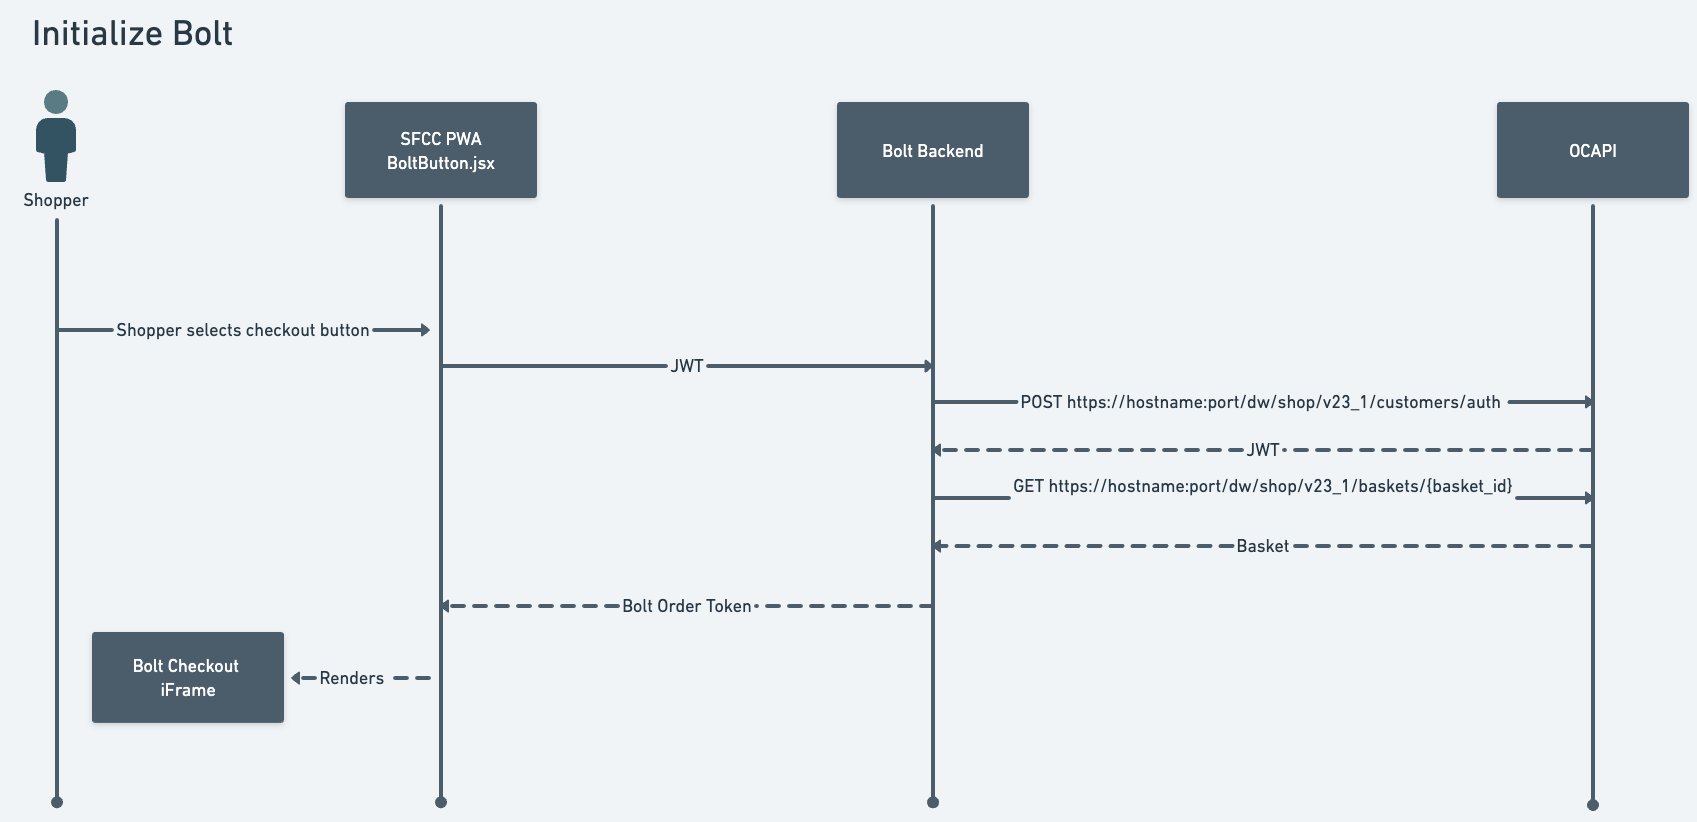 Initialize Bolt
Shopper
SFCC PWA
BoltButton.jsx
Bolt Backend
OCAPI
Shopper selects checkout button
JWT
POST https://hostname:port/dw/shop/v23_1/customers/auth
JWT
GET https://hostname:port/dw/shop/v23_1/baskets/{basket_id}
Basket
Bolt Order Token
Bolt Checkout
iFrame
Renders